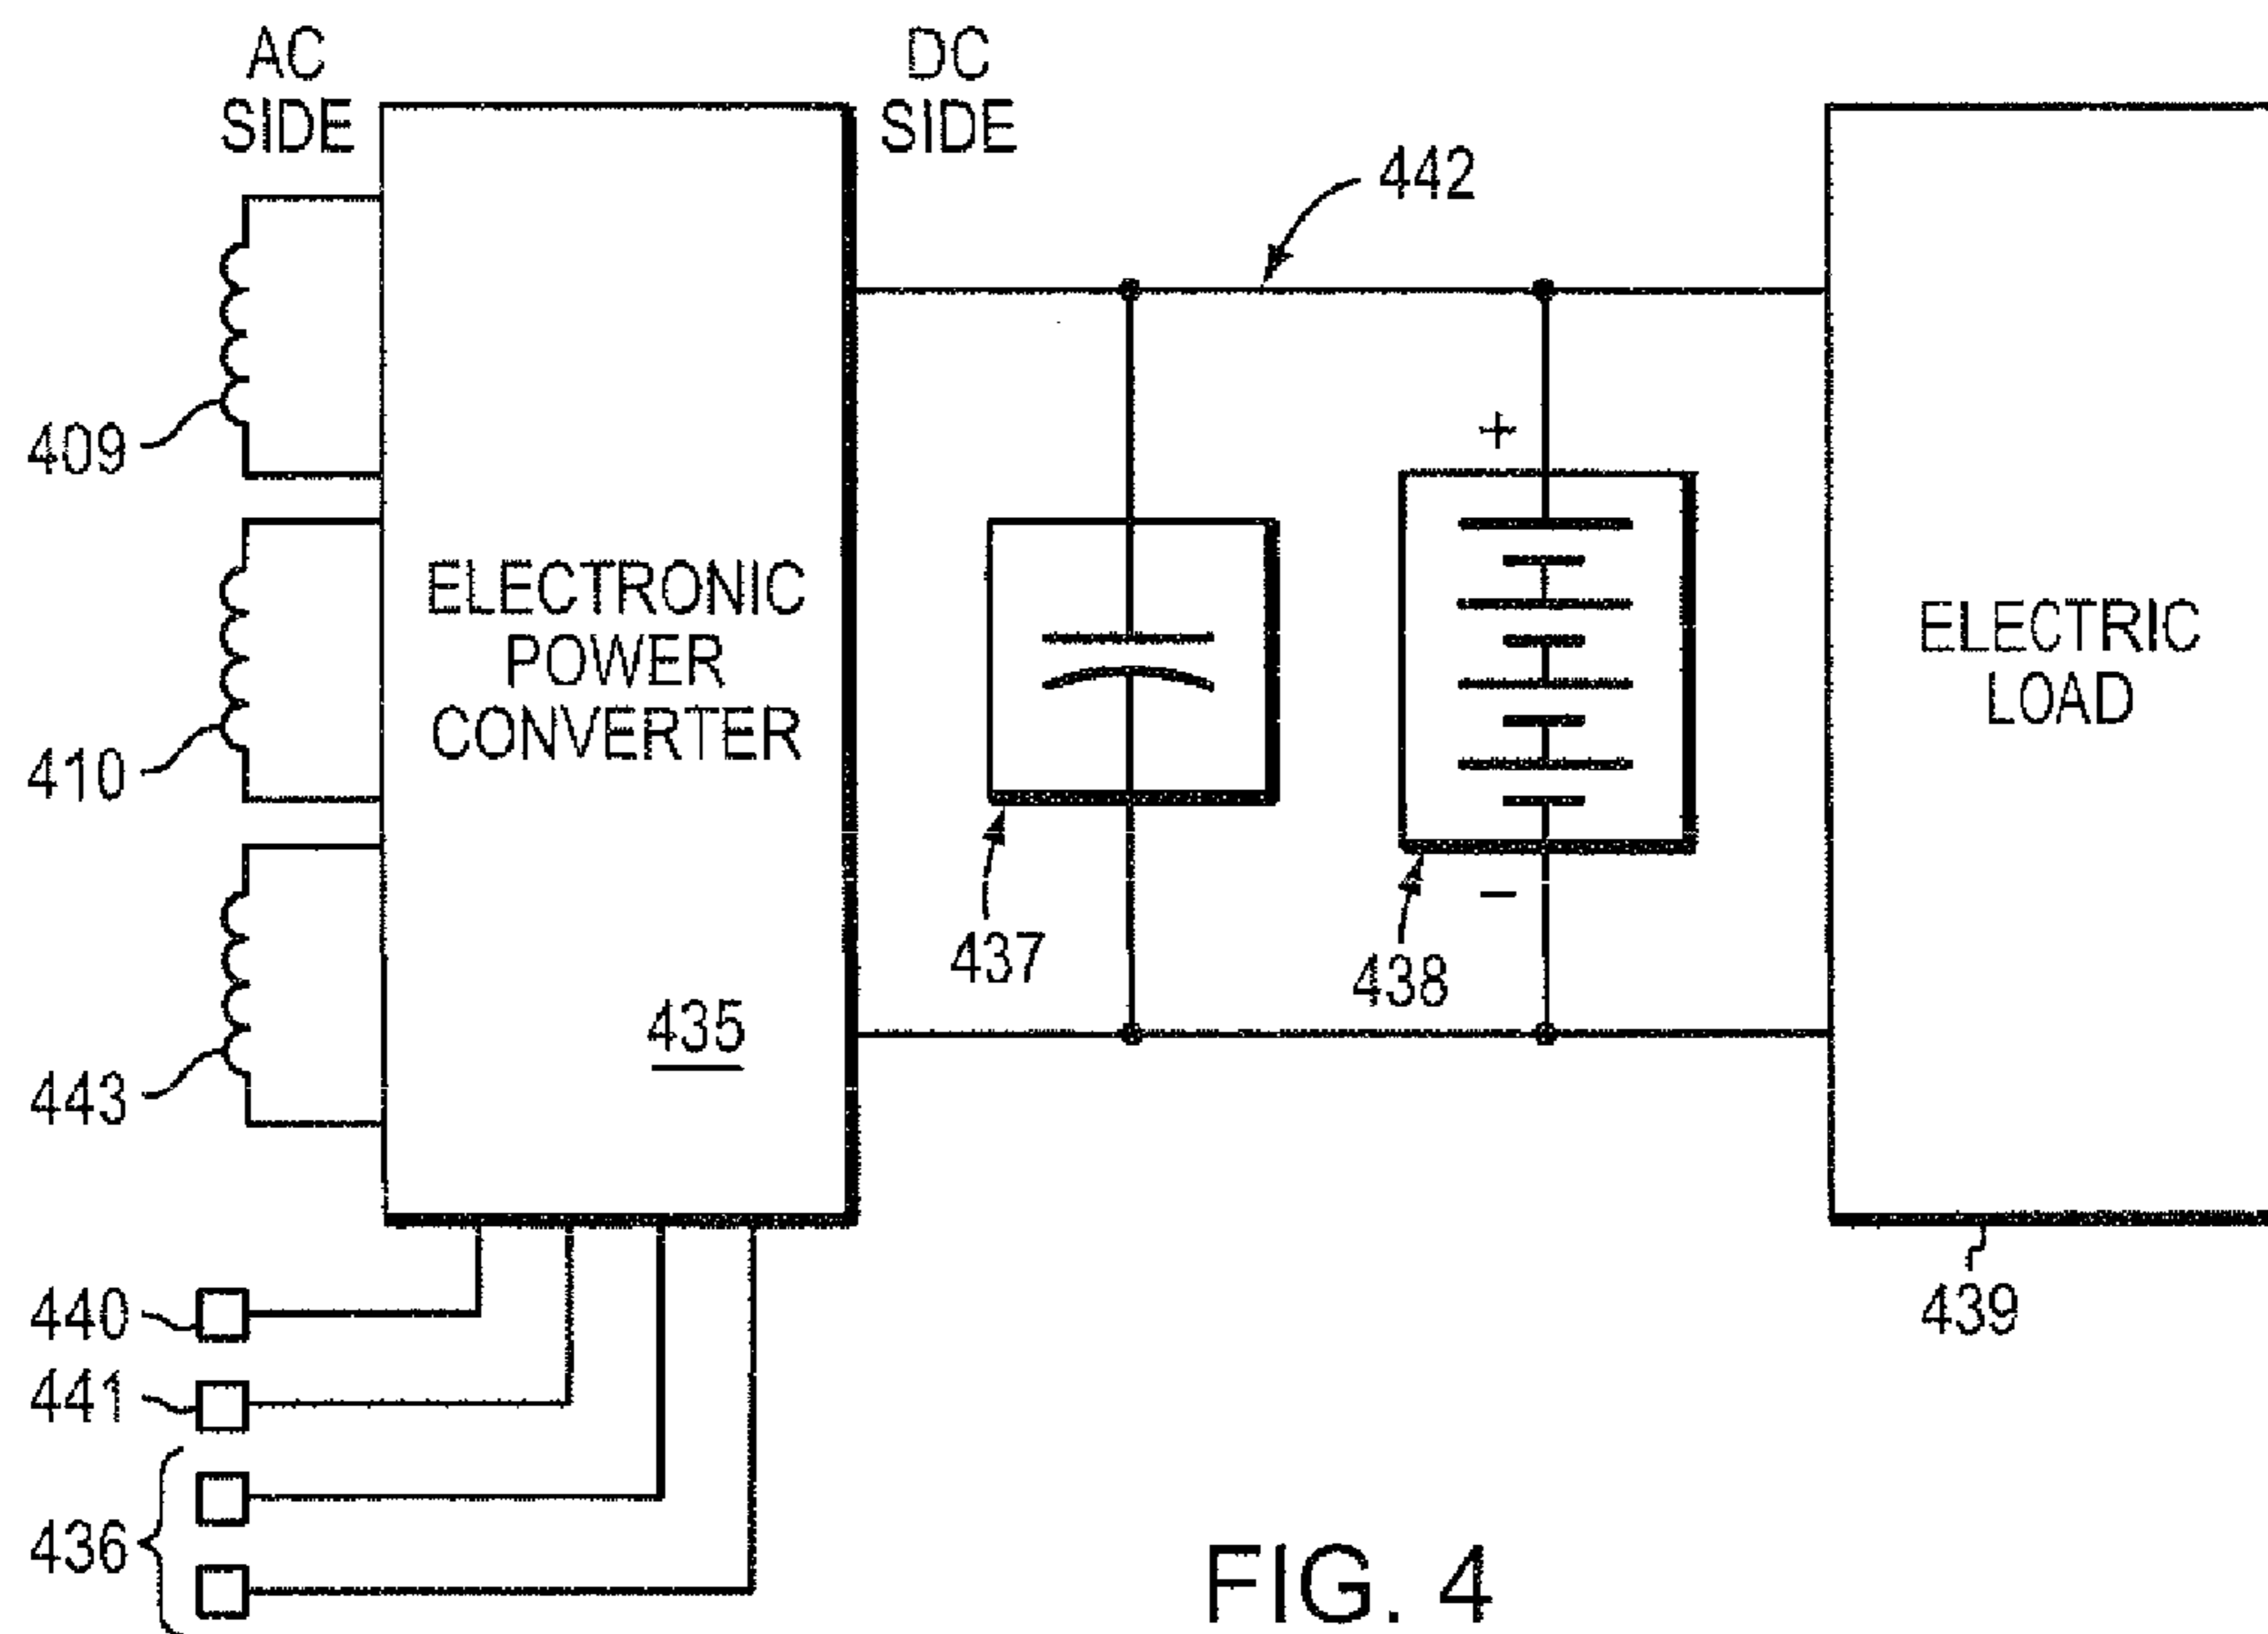 AC
SIDE
DC
SIDE
442
409
ELECTRONIC
POWER
CONVERTER
ELECTRIC
LOAD
410
+
−
437
438
435
443
440
439
441
436
FIG. 4